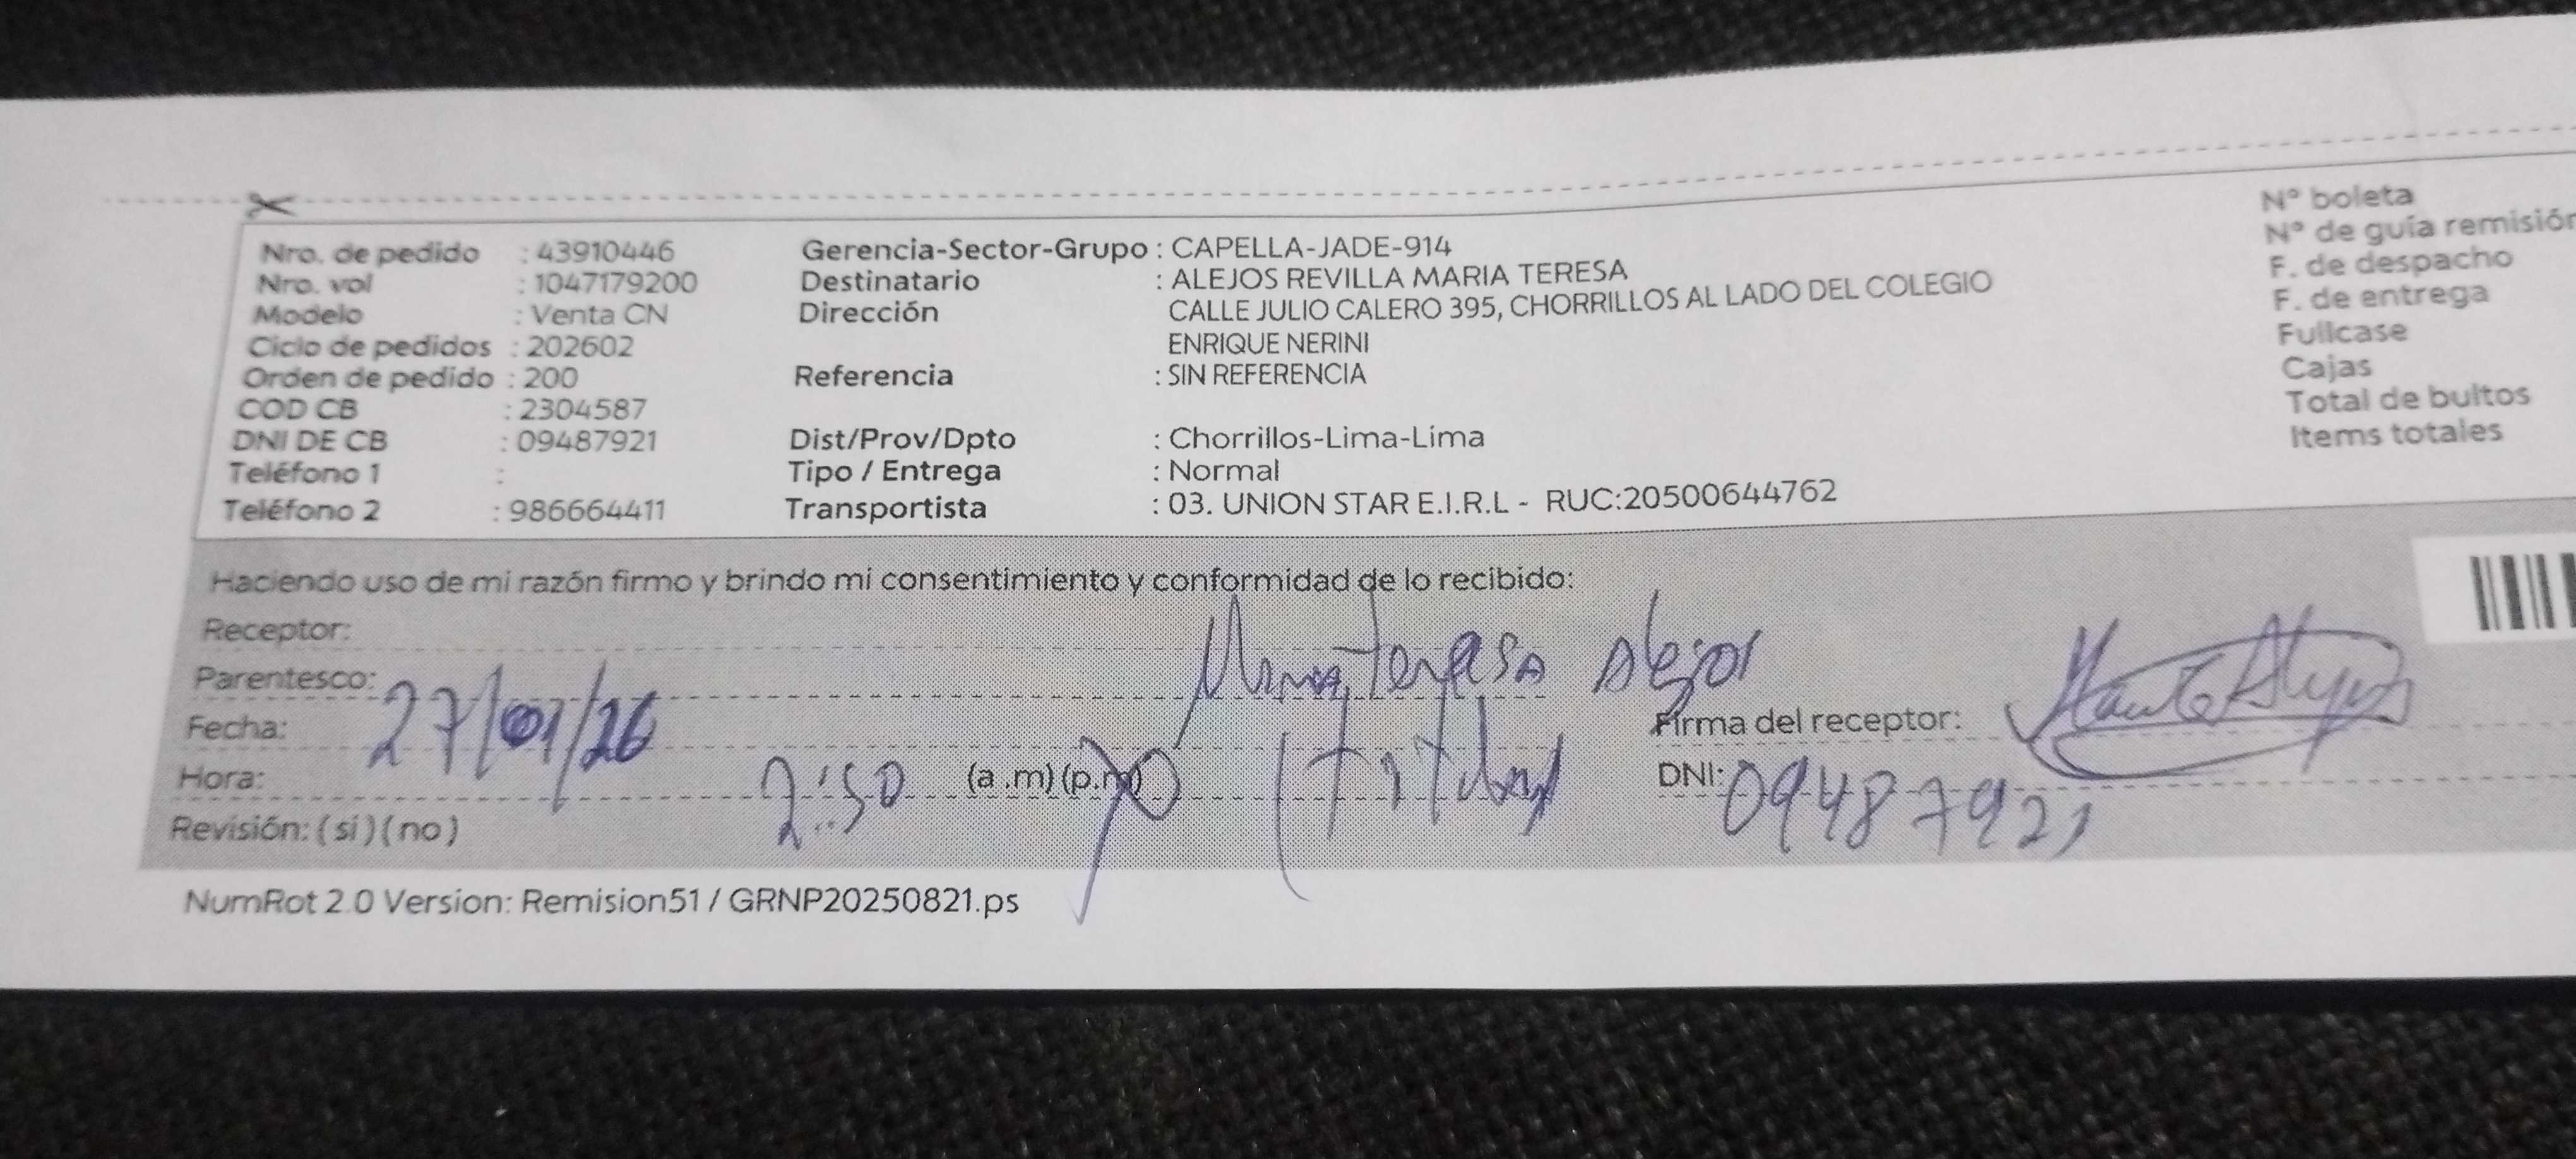 Nro. de pedido : 43910446 Gerencia-Sector-Grupo : CAPELLA-JADE-914 N° boleta
Nro. vol : 1047179200 Destinatario : ALEJOS REVILLA MARIA TERESA N° de guía remisión
Modelo : Venta CN Dirección CALLE JULIO CALERO 395, CHORRILLOS AL LADO DEL COLEGIO F. de despacho
Ciclo de pedidos : 202602 ENRIQUE NERINI F. de entrega
Orden de pedido : 200 Referencia : SIN REFERENCIA Fullcase
COD CB : 2304587 Cajas
DNI DE CB : 09487921 Dist/Prov/Dpto : Chorrillos-Lima-Lima Total de bultos
Teléfono 1 : Tipo / Entrega : Normal Items totales
Teléfono 2 : 986664411 Transportista : 03. UNION STAR E.I.R.L - RUC:20500644762
Haciendo uso de mi razón firmo y brindo mi consentimiento y conformidad de lo recibido:
Receptor:
Parentesco: Maria Teresa Alejos
Fecha: 27/01/26 Firma del receptor:
Hora: 2:50 (a .m) (p.m) (Titular) DNI: 09487921
Revisión: ( si ) ( no )
NumRot 2.0 Version: Remision51 / GRNP20250821.ps